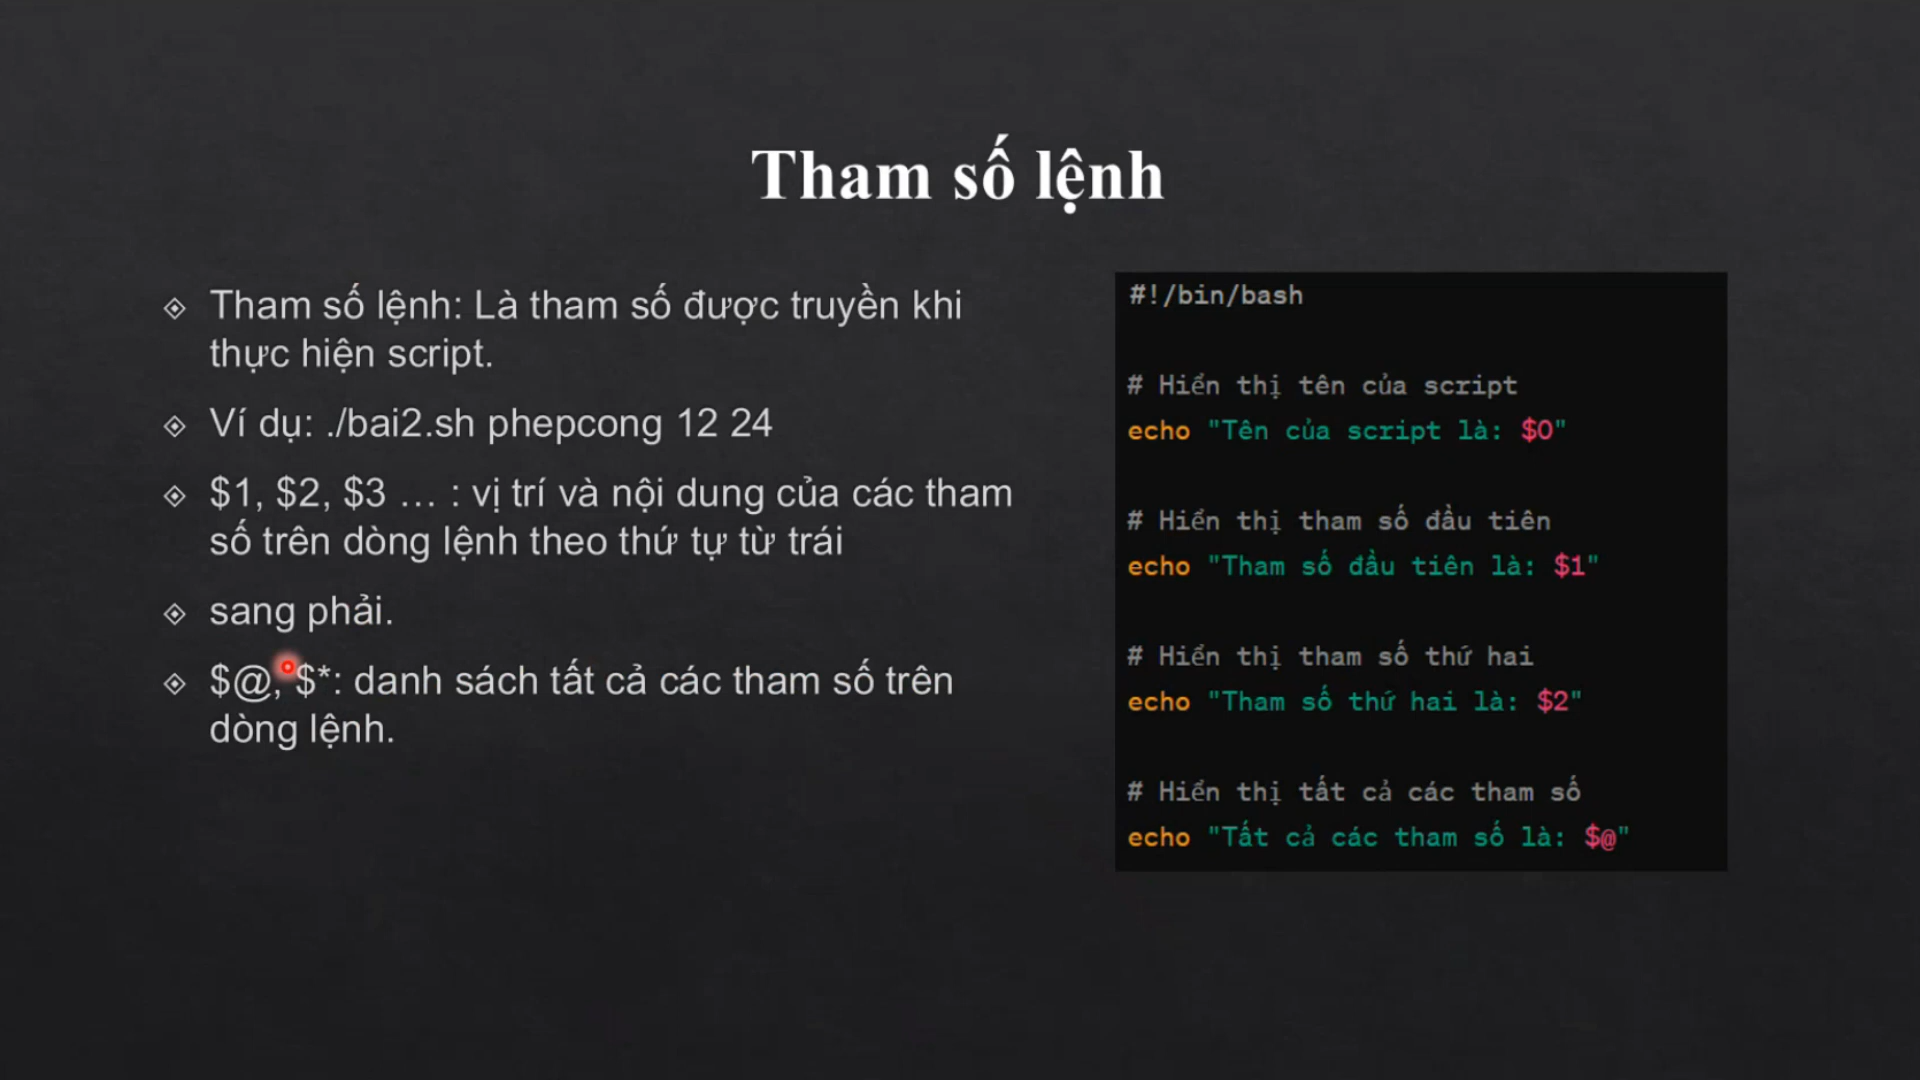 Tham số lệnh
Tham số lệnh: Là tham số được truyền khi
thực hiện script.
Ví dụ: ./bai2.sh phepcong 12 24
$1, $2, $3 … : vị trí và nội dung của các tham
số trên dòng lệnh theo thứ tự từ trái
sang phải.
$@, $*: danh sách tất cả các tham số trên
dòng lệnh.
#!/bin/bash
# Hiển thị tên của script
echo "Tên của script là: $0"
# Hiển thị tham số đầu tiên
echo "Tham số đầu tiên là: $1"
# Hiển thị tham số thứ hai
echo "Tham số thứ hai là: $2"
# Hiển thị tất cả các tham số
echo "Tất cả các tham số là: $@"